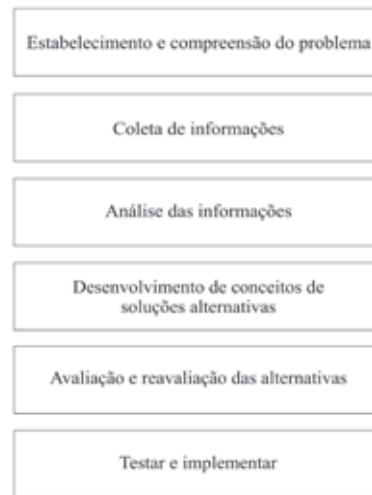 Estabelecimento e compreensão do problema
Coleta de informações
Análise das informações
Desenvolvimento de conceitos de
soluções alternativas
Avaliação e reavaliação das alternativas
Testar e implementar